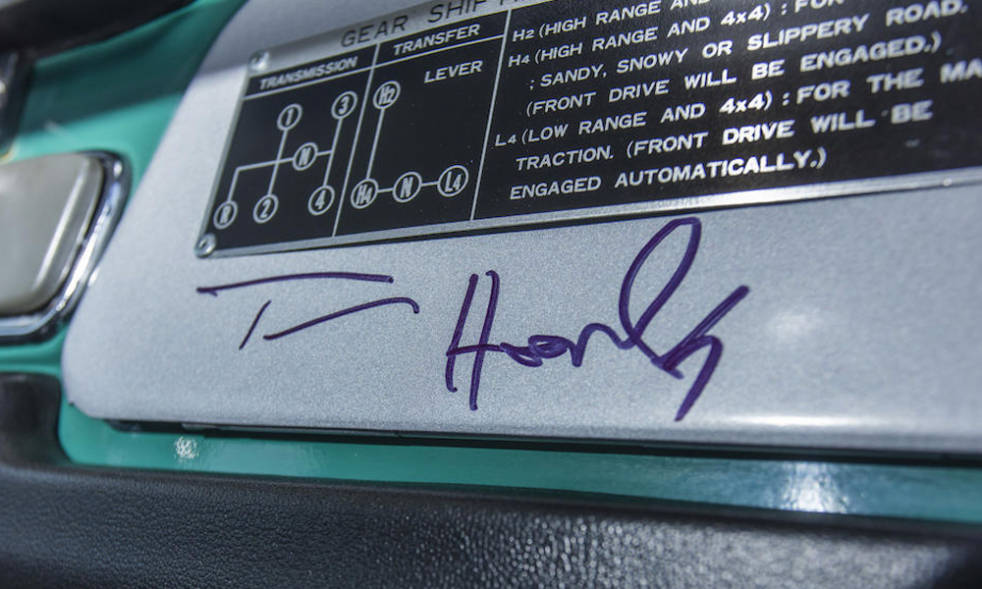 GEAR SHIFT
TRANSMISSION
TRANSFER
LEVER
1 3
N
R 2 4
H2
H4 N L4
H2 (HIGH RANGE AND
H4 (HIGH RANGE AND 4x4) : FOR
; SANDY, SNOWY OR SLIPPERY ROAD.
(FRONT DRIVE WILL BE ENGAGED.)
L4 (LOW RANGE AND 4x4) : FOR THE MA
TRACTION. (FRONT DRIVE WILL BE
ENGAGED AUTOMATICALLY.)